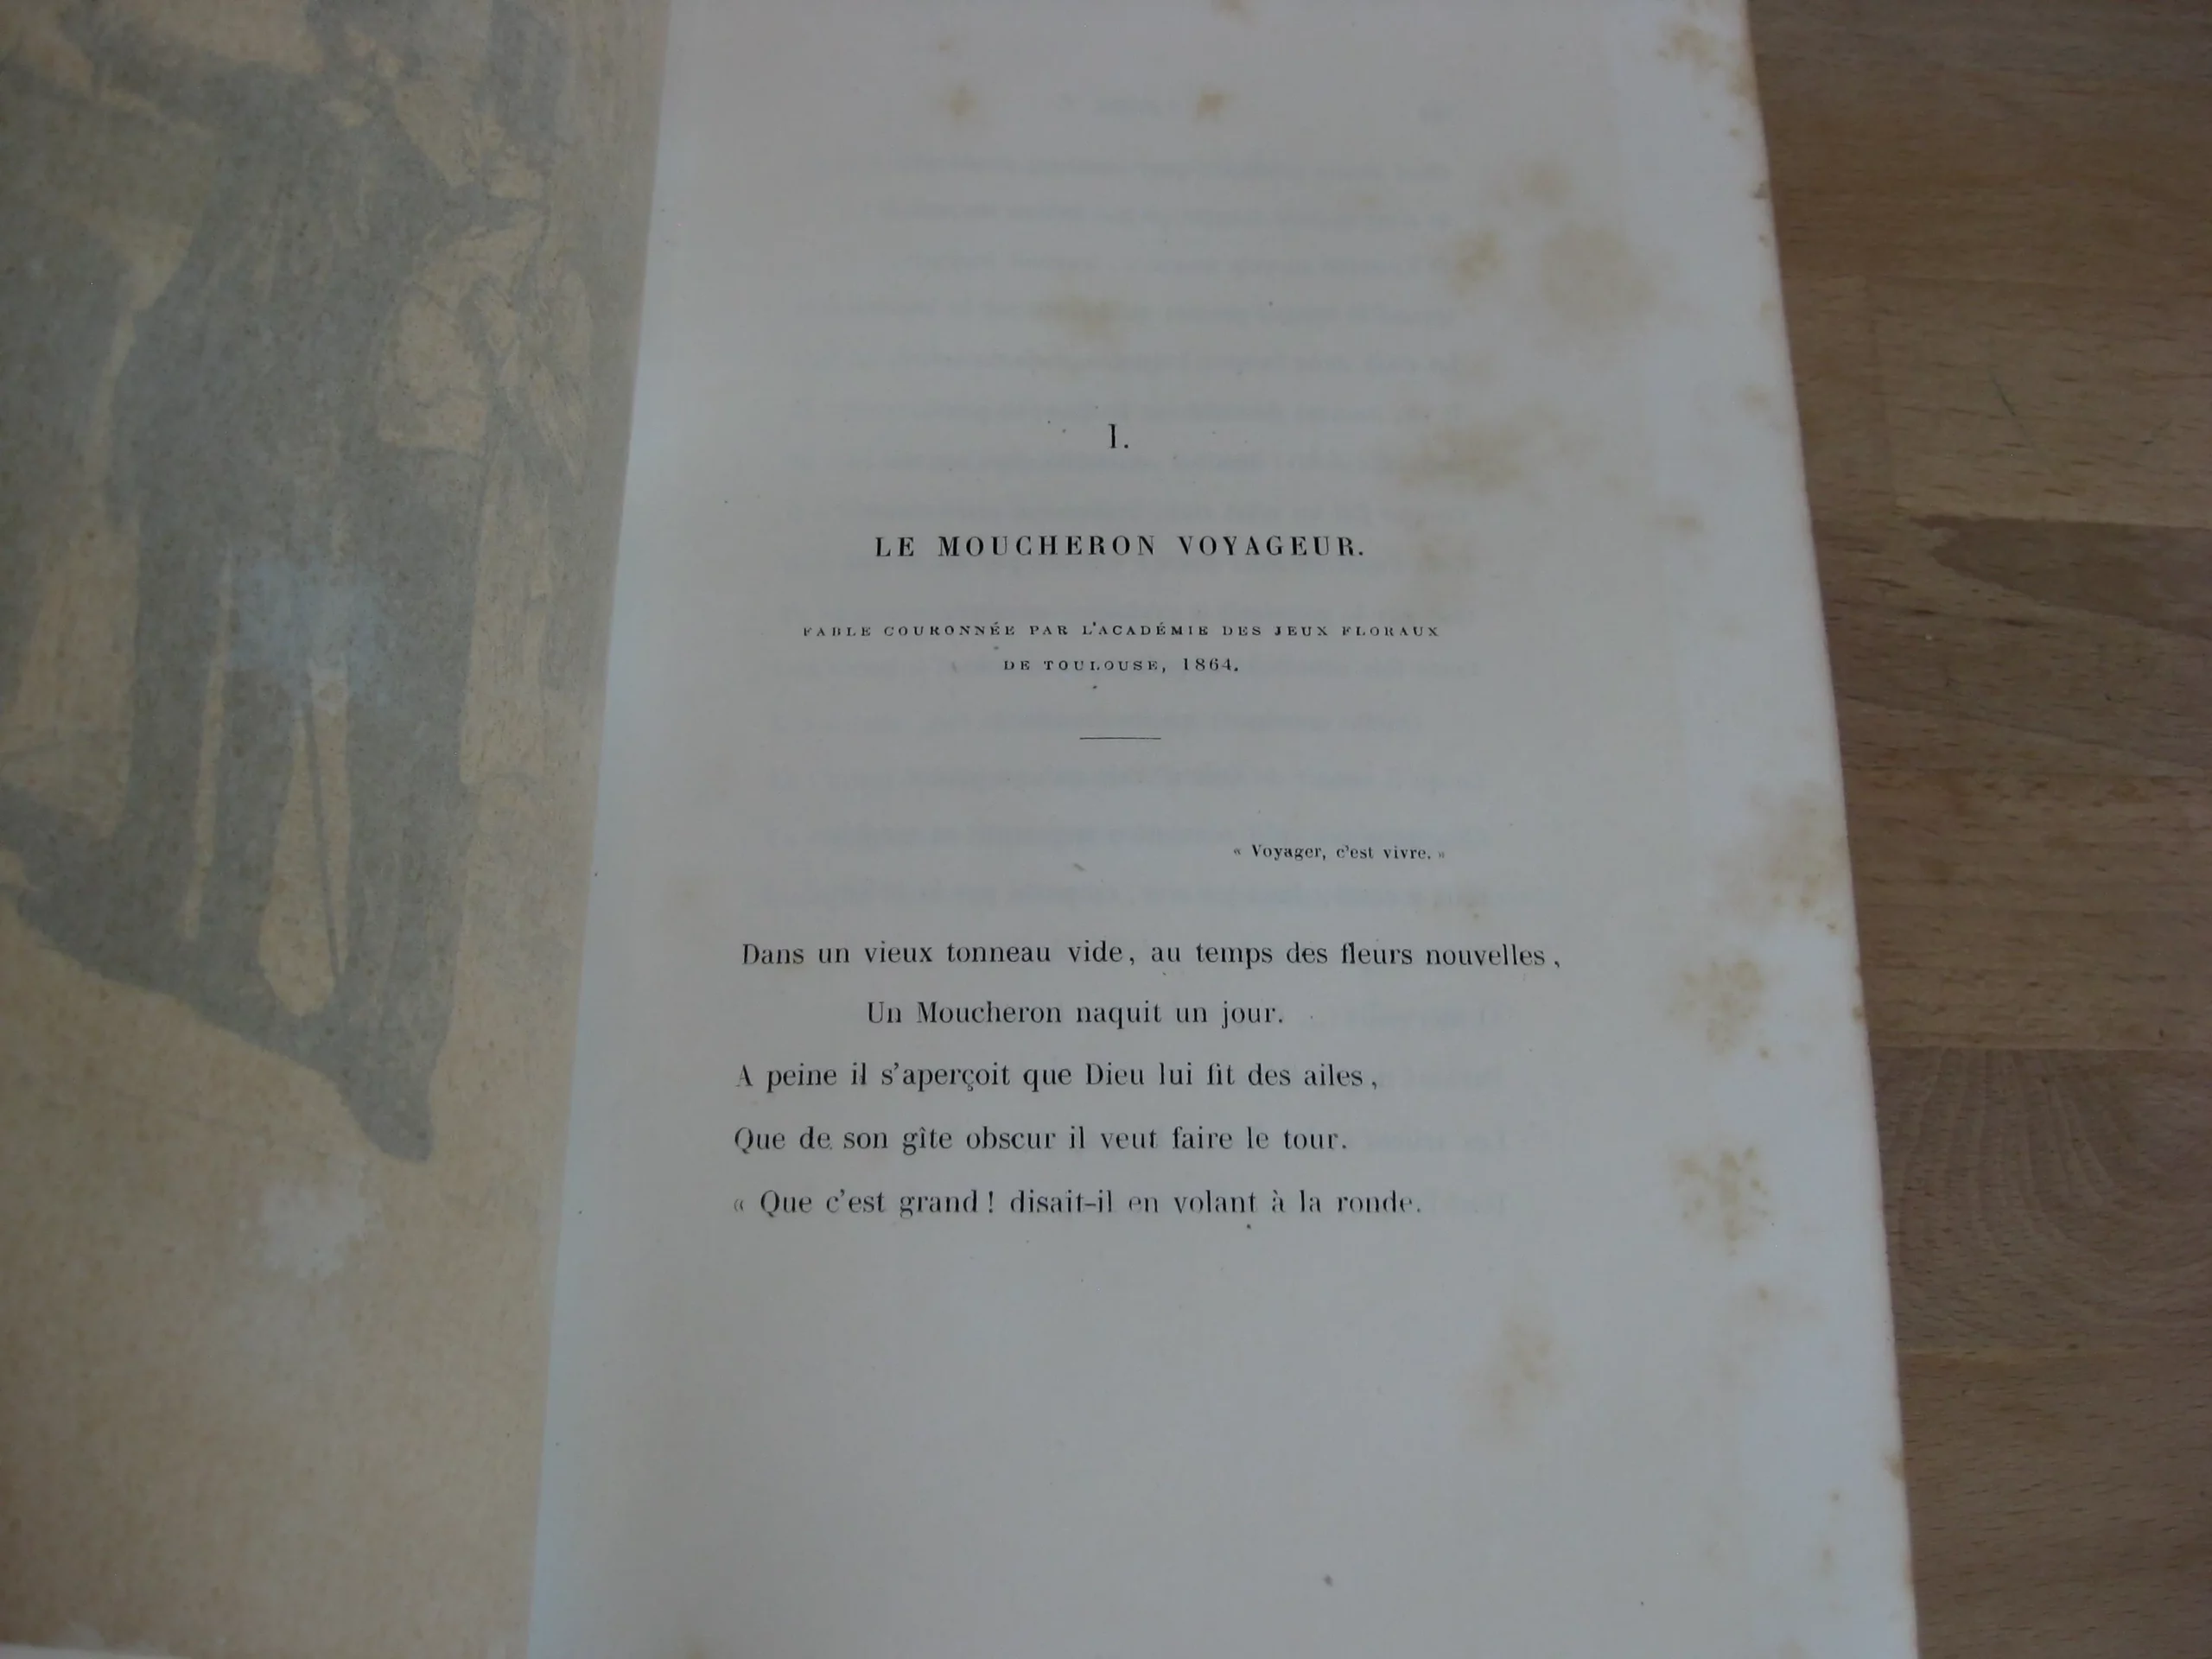 I.
LE MOUCHERON VOYAGEUR.
FABLE COURONNÉE PAR L'ACADÉMIE DES JEUX FLORAUX
DE TOULOUSE, 1864.
« Voyager, c'est vivre. »
Dans un vieux tonneau vide, au temps des fleurs nouvelles,
Un Moucheron naquit un jour.
A peine il s'aperçoit que Dieu lui fit des ailes,
Que de son gîte obscur il veut faire le tour.
« Que c'est grand ! disait-il en volant à la ronde.